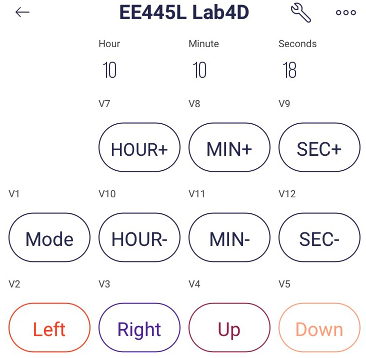 EE445L Lab4D
Hour Minute Seconds
10 10 18
V7 V8 V9
HOUR+ MIN+ SEC+
V1 V10 V11 V12
Mode HOUR- MIN- SEC-
V2 V3 V4 V5
Left Right Up Down